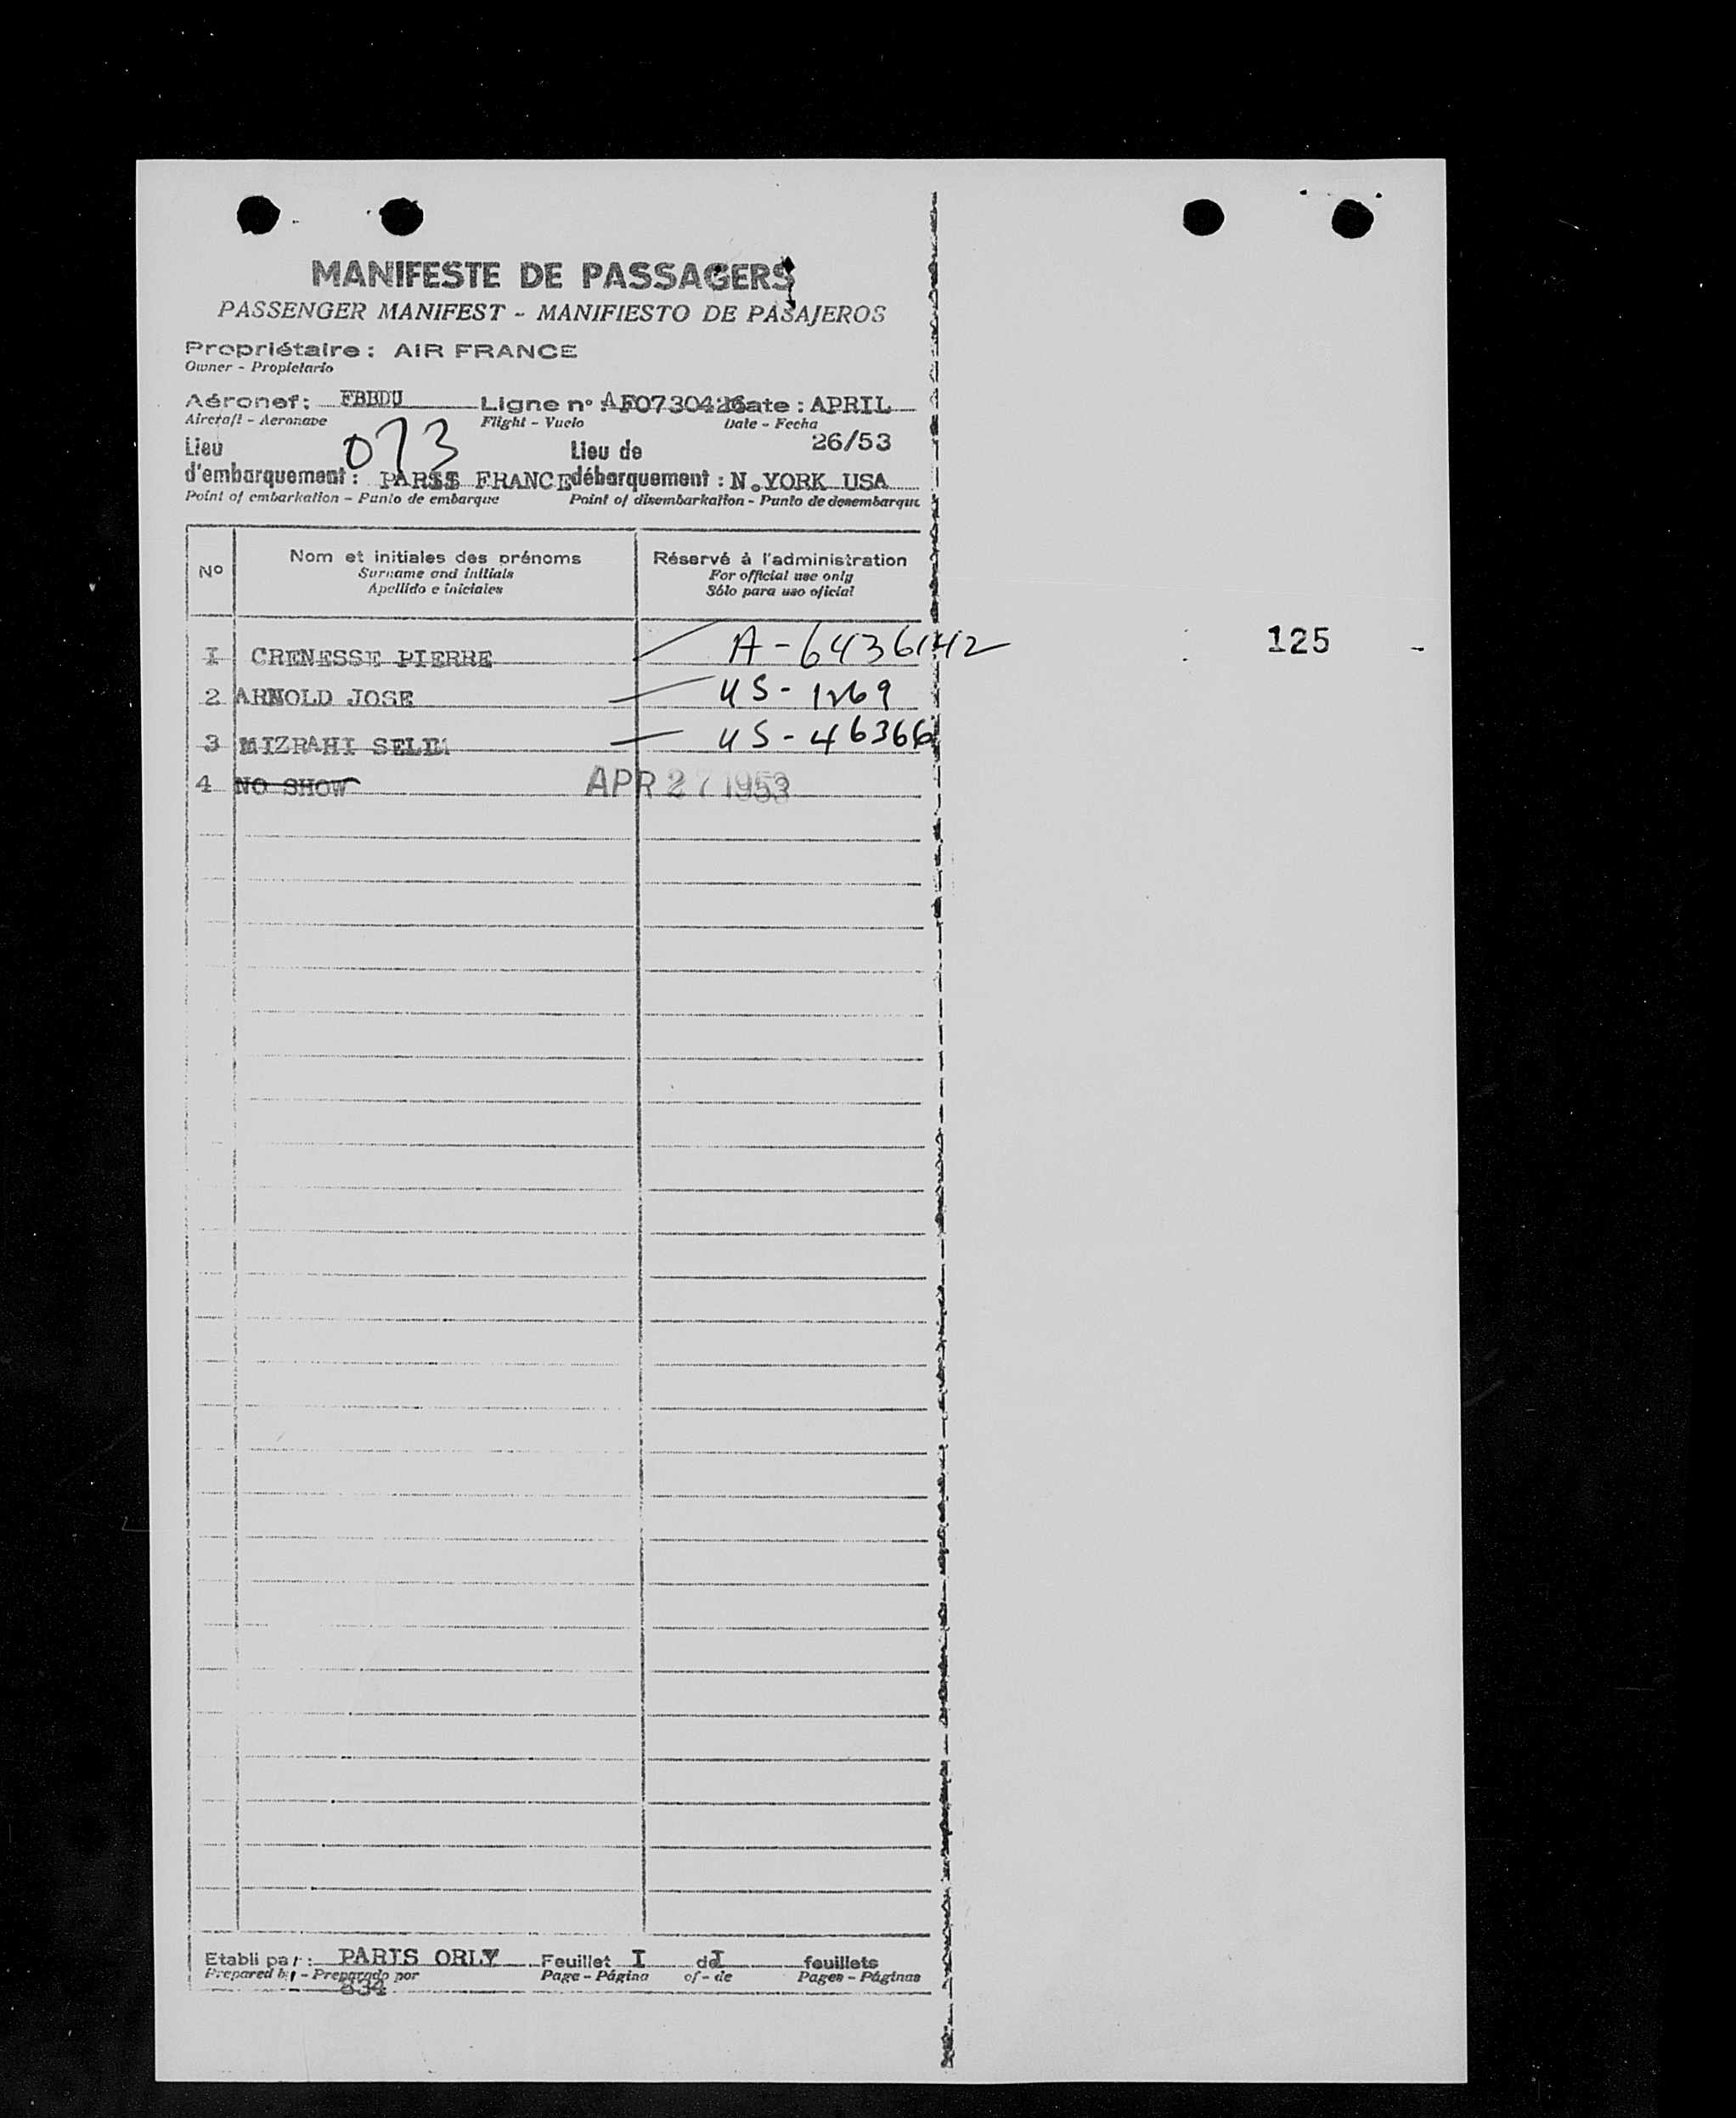 MANIFESTE DE PASSAGERS
PASSENGER MANIFEST - MANIFIESTO DE PASAJEROS
Propriétaire : AIR FRANCE
Owner - Propietario
Aéronef : FBBDU Ligne n° : AF0730426 Date : APRIL
Aircraft - Aeronave Flight - Vuelo Date - Fecha
Lieu 073 Lieu de 26/53
d'embarquement : PARIS FRANCE débarquement : N.YORK USA
Point of embarkation - Punto de embarque Point of disembarkation - Punto de desembarque
No Nom et initiales des prénoms Réservé à l'administration
Surname and initials For official use only
Apellido e iniciales Sólo para uso oficial
I CRENESSE PIERRE A-6436142 125
2 ARNOLD JOSE US-1269
3 MIZRAHI SELIM US-46366
4 NO SHOW APR 27 1953
Etabli par : PARIS ORLY Feuillet I de I feuillets
Prepared by - Preparado por Page - Página of - de Pages - Páginas
834